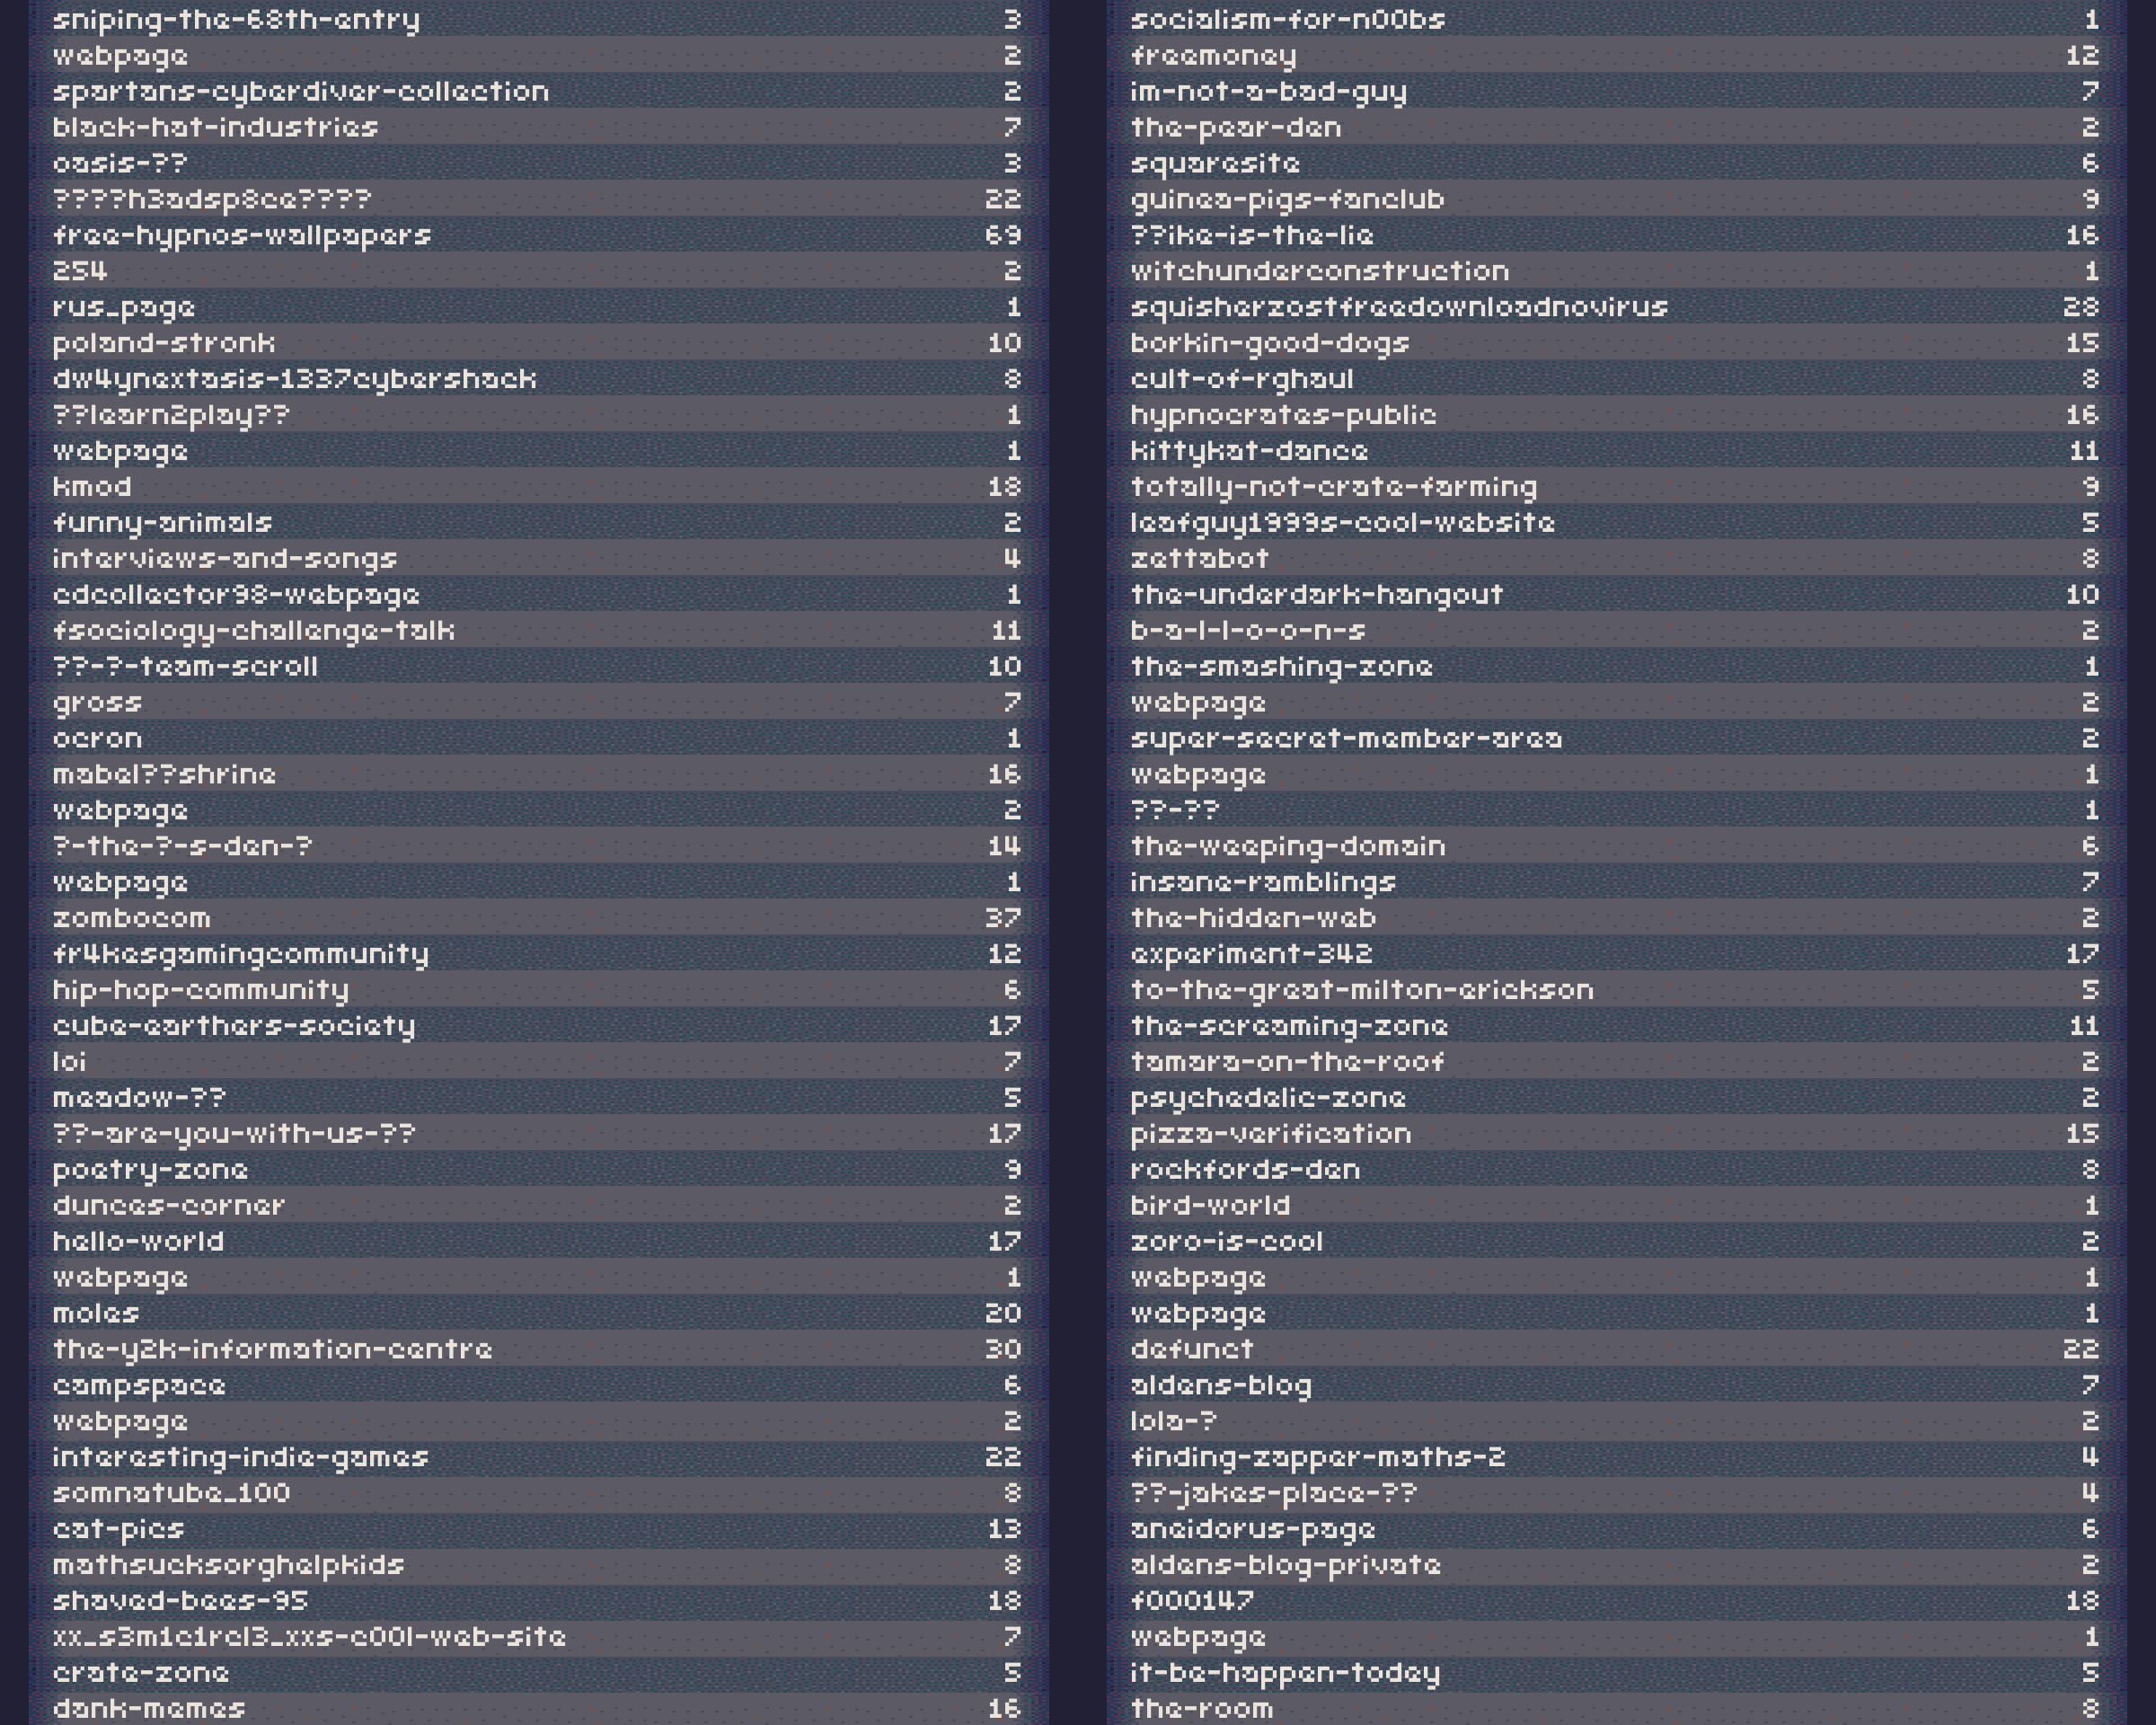 sniping-the-68th-entry 3
webpage 2
spartans-cyberdiver-collection 2
black-hat-industries 7
oasis-?? 3
????h3adsp8ce???? 22
free-hypnos-wallpapers 69
254 2
rus_page 1
poland-stronk 10
dw4ynextasis-1337cybershack 8
??learn2play?? 1
webpage 1
kmod 18
funny-animals 2
interviews-and-songs 4
cdcollector98-webpage 1
fsociology-challenge-talk 11
??-?-team-scroll 10
gross 7
ocron 1
mabel??shrine 16
webpage 2
?-the-?-s-den-? 14
webpage 1
zombocom 37
fr4kesgamingcommunity 12
hip-hop-community 6
cube-earthers-society 17
loi 7
meadow-?? 5
??-are-you-with-us-?? 17
poetry-zone 9
dunces-corner 2
hello-world 17
webpage 1
moles 20
the-y2k-information-centre 30
campspace 6
webpage 2
interesting-indie-games 22
somnatube_100 8
cat-pics 13
mathsucksorghelpkids 8
shaved-bees-95 18
xx_s3m1c1rcl3_xxs-c00l-web-site 7
crate-zone 5
dank-memes 16
socialism-for-n00bs 1
freemoney 12
im-not-a-bad-guy 7
the-pear-den 2
squaresite 6
guinea-pigs-fanclub 9
??ike-is-the-lie 16
witchunderconstruction 1
squisherzostfreedownloadnovirus 28
borkin-good-dogs 15
cult-of-rghaul 8
hypnocrates-public 16
kittykat-dance 11
totally-not-crate-farming 9
leafguy1999s-cool-website 5
zettabot 8
the-underdark-hangout 10
b-a-l-l-o-o-n-s 2
the-smashing-zone 1
webpage 2
super-secret-member-area 2
webpage 1
??-?? 1
the-weeping-domain 6
insane-ramblings 7
the-hidden-web 2
experiment-342 17
to-the-great-milton-erickson 5
the-screaming-zone 11
tamara-on-the-roof 2
psychedelic-zone 2
pizza-verification 15
rockfords-den 8
bird-world 1
zoro-is-cool 2
webpage 1
webpage 1
defunct 22
aldens-blog 7
lola-? 2
finding-zapper-maths-2 4
??-jakes-place-?? 4
aneidorus-page 6
aldens-blog-private 2
f000147 18
webpage 1
it-be-happen-today 5
the-room 8